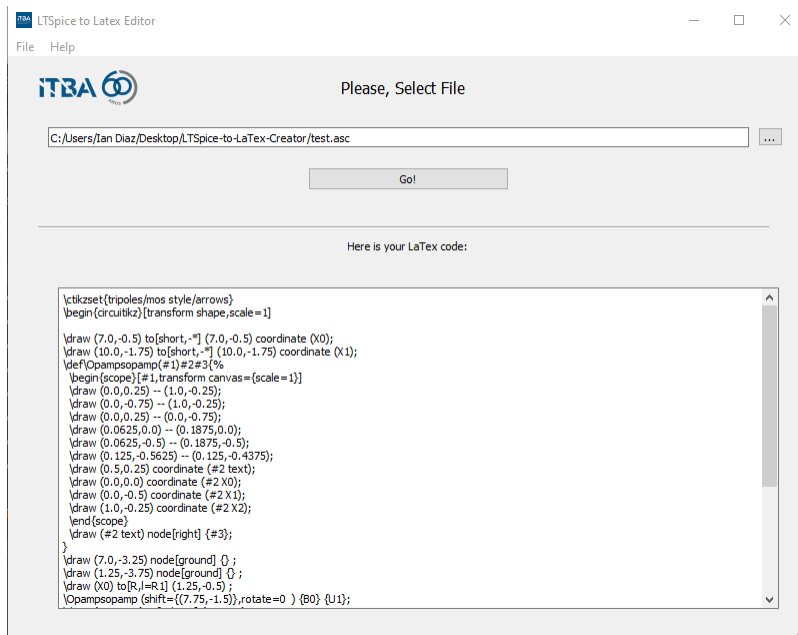 iTBA LTSpice to Latex Editor
File Help
iTBA 60 AÑOS
Please, Select File
C:/Users/Ian Diaz/Desktop/LTSpice-to-LaTex-Creator/test.asc
...
Go!
Here is your LaTex code:
\ctikzset{tripoles/mos style/arrows}
\begin{circuitikz}[transform shape,scale=1]
\draw (7.0,-0.5) to[short,-*] (7.0,-0.5) coordinate (X0);
\draw (10.0,-1.75) to[short,-*] (10.0,-1.75) coordinate (X1);
\def\Opampsopamp(#1)#2#3{%
\begin{scope}[#1,transform canvas={scale=1}]
\draw (0.0,0.25) -- (1.0,-0.25);
\draw (0.0,-0.75) -- (1.0,-0.25);
\draw (0.0,0.25) -- (0.0,-0.75);
\draw (0.0625,0.0) -- (0.1875,0.0);
\draw (0.0625,-0.5) -- (0.1875,-0.5);
\draw (0.125,-0.5625) -- (0.125,-0.4375);
\draw (0.5,0.25) coordinate (#2 text);
\draw (0.0,0.0) coordinate (#2 X0);
\draw (0.0,-0.5) coordinate (#2 X1);
\draw (1.0,-0.25) coordinate (#2 X2);
\end{scope}
\draw (#2 text) node[right] {#3};
}
\draw (7.0,-3.25) node[ground] {} ;
\draw (1.25,-3.75) node[ground] {} ;
\draw (X0) to[R,l=R1] (1.25,-0.5) ;
\Opampsopamp (shift={(7.75,-1.5)},rotate=0 ) {B0} {U1};